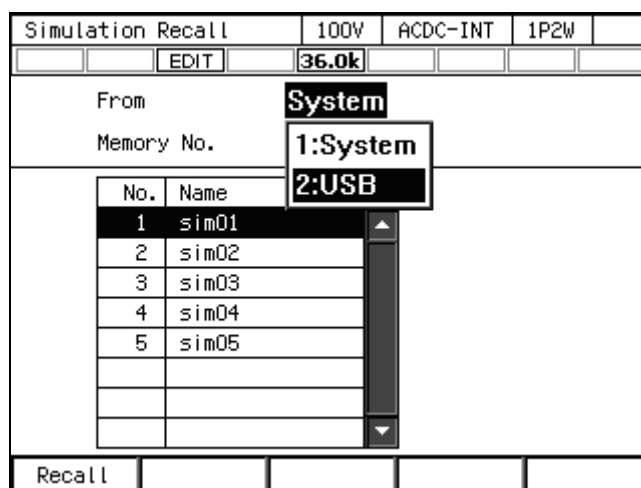 Simulation Recall 100V ACDC-INT 1P2W
EDIT 36.0k
From System
1:System
Memory No.
2:USB
No. Name
1 sim01
2 sim02
3 sim03
4 sim04
5 sim05
Recall